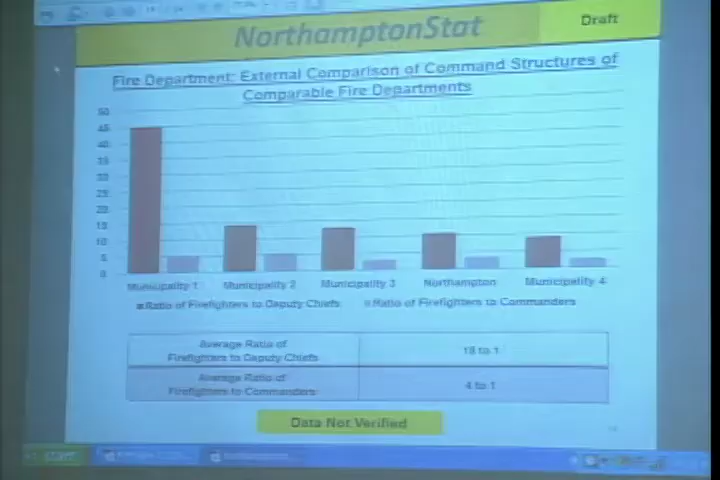 NorthamptonStat
Draft
Fire Department: External Comparison of Command Structures of
Comparable Fire Departments
50
45
40
35
30
25
20
15
10
5
0
Municipality 1
Municipality 2
Municipality 3
Northampton
Municipality 4
Ratio of Firefighters to Deputy Chiefs
Ratio of Firefighters to Commanders
Average Ratio of
Firefighters to Deputy Chiefs
18 to 1
Average Ratio of
Firefighters to Commanders
4 to 1
Data Not Verified
start